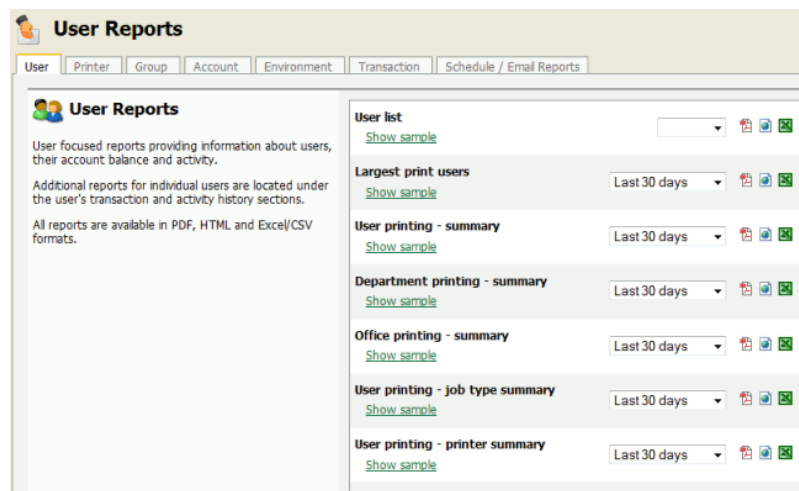 User Reports
User Printer Group Account Environment Transaction Schedule / Email Reports
User Reports
User focused reports providing information about users,
their account balance and activity.
Additional reports for individual users are located under
the user's transaction and activity history sections.
All reports are available in PDF, HTML and Excel/CSV
formats.
User list
Show sample
Largest print users
Show sample
Last 30 days
User printing - summary
Show sample
Last 30 days
Department printing - summary
Show sample
Last 30 days
Office printing - summary
Show sample
Last 30 days
User printing - job type summary
Show sample
Last 30 days
User printing - printer summary
Show sample
Last 30 days